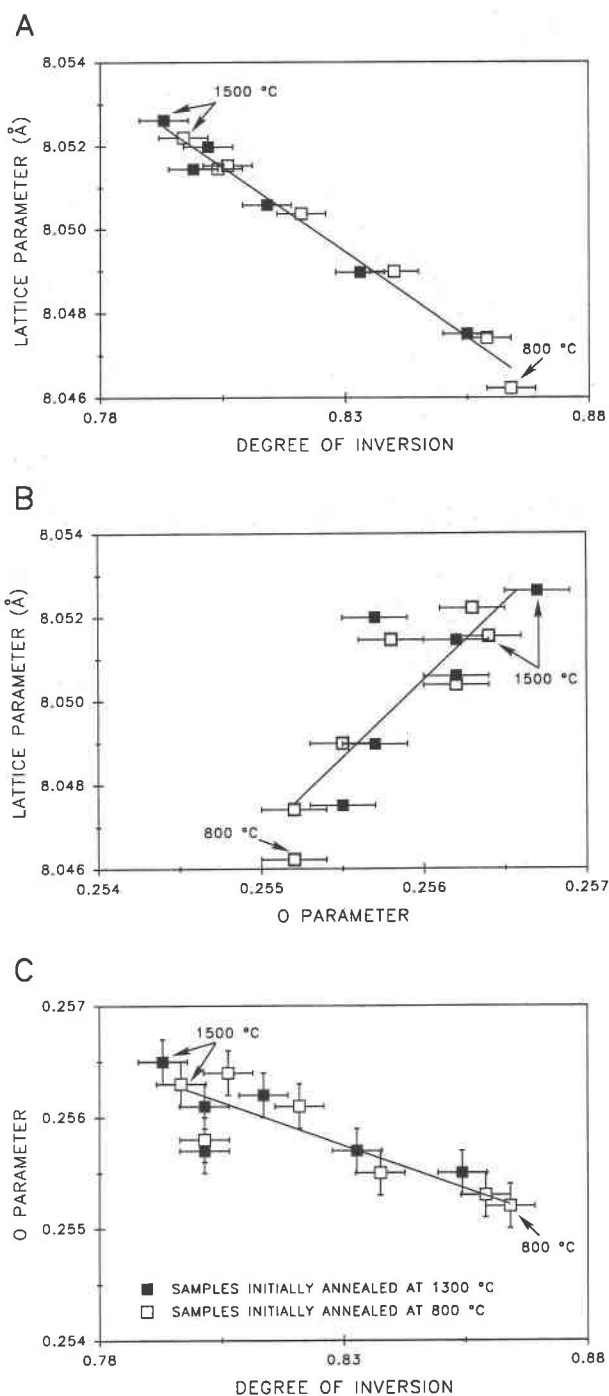 A
8.054
1500 °C
8.052
8.050
8.048
800 °C
8.046
0.78
0.83
0.88
LATTICE PARAMETER (Å)
DEGREE OF INVERSION
B
8.054
8.052
8.050
1500 °C
8.048
800 °C
8.046
0.254
0.255
0.256
0.257
LATTICE PARAMETER (Å)
O PARAMETER
C
0.257
1500 °C
0.256
0.255
800 °C
SAMPLES INITIALLY ANNEALED AT 1300 °C
SAMPLES INITIALLY ANNEALED AT 800 °C
0.254
0.78
0.83
0.88
O PARAMETER
DEGREE OF INVERSION